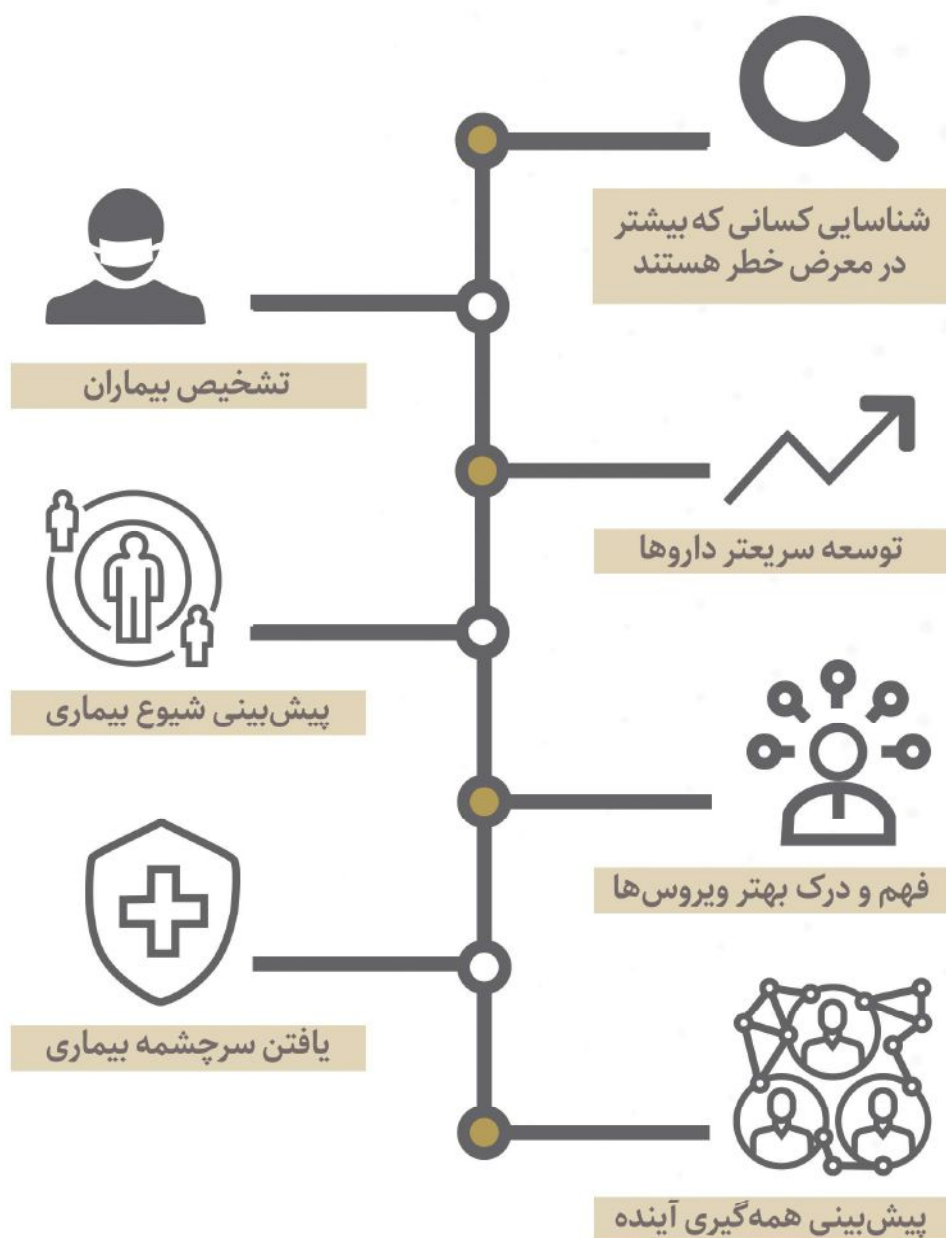 شناسایی کسانی که بیشتر
در معرض خطر هستند
تشخیص بیماران
توسعه سریعتر داروها
پیش‌بینی شیوع بیماری
فهم و درک بهتر ویروس‌ها
یافتن سرچشمه بیماری
پیش‌بینی همه‌گیری آینده